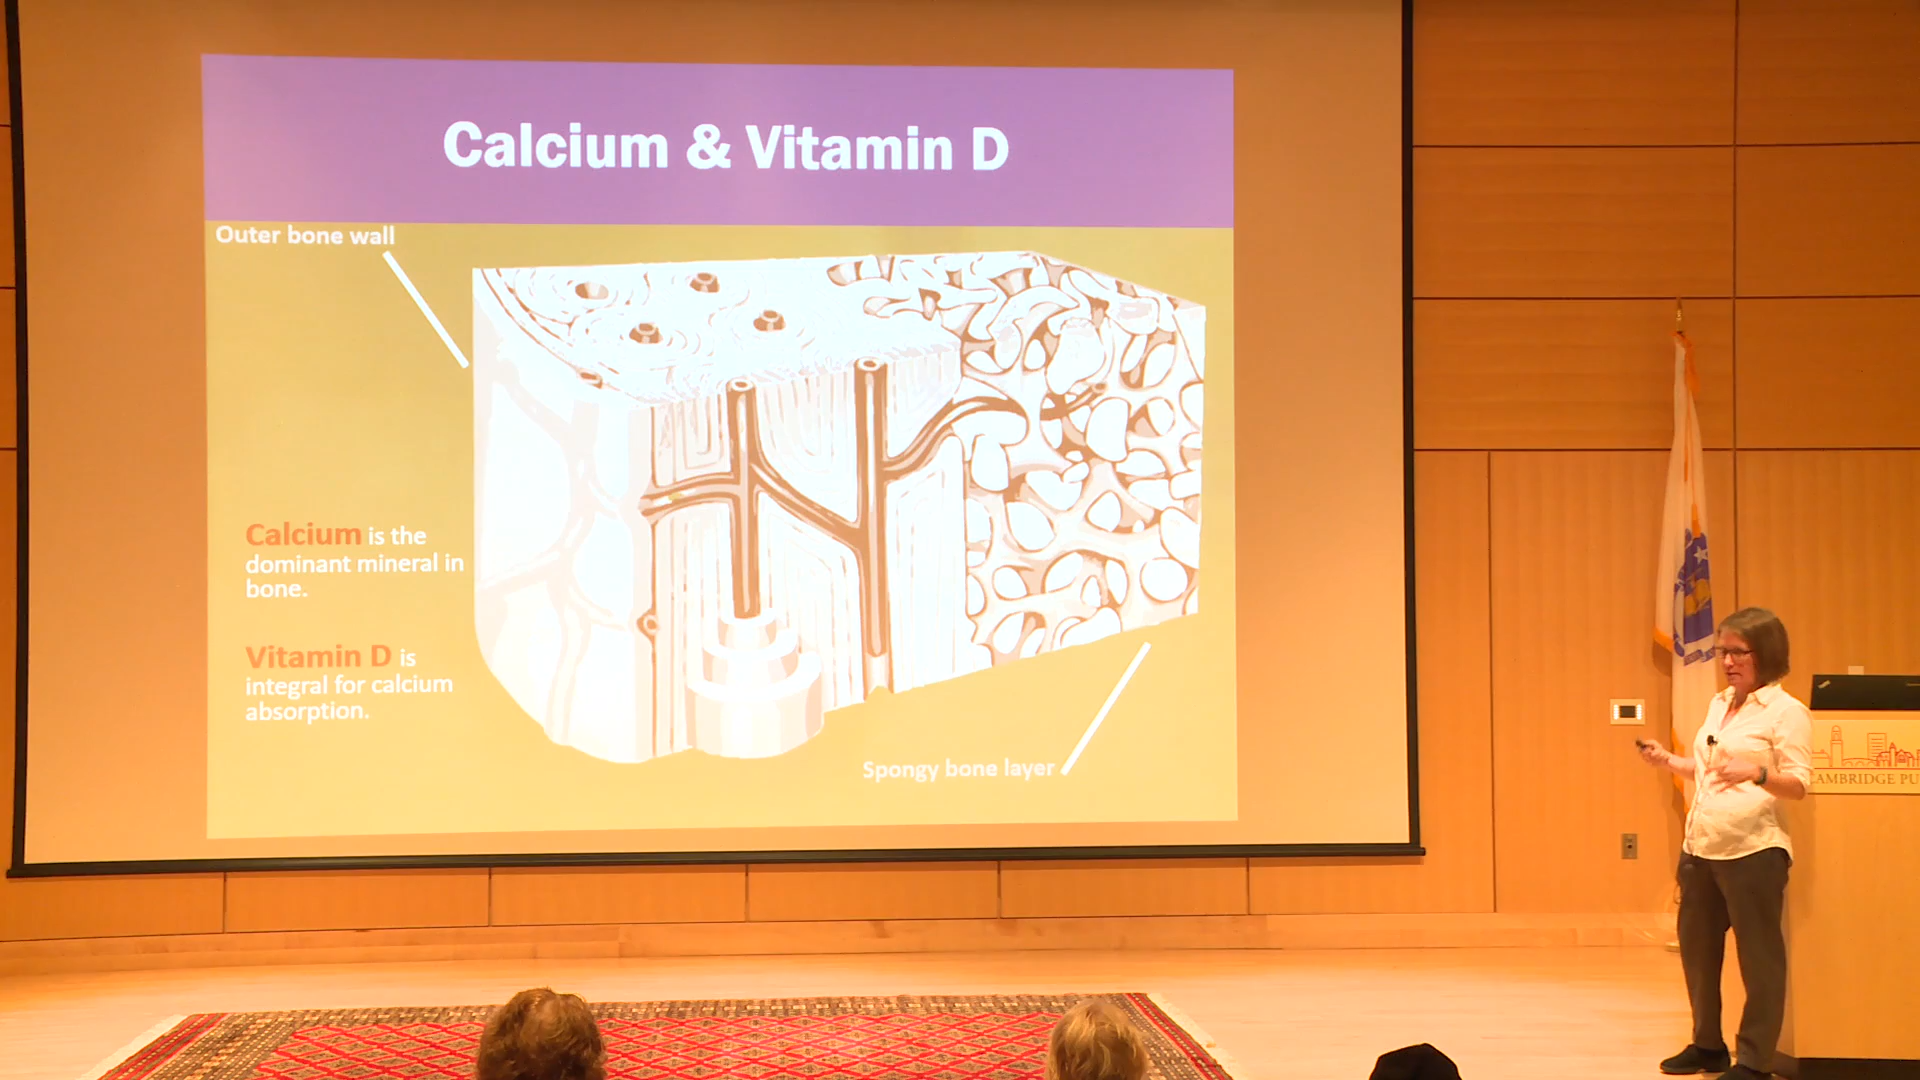 Calcium & Vitamin D
Outer bone wall
Calcium is the
dominant mineral in
bone.
Vitamin D is
integral for calcium
absorption.
Spongy bone layer
CAMBRIDGE PU